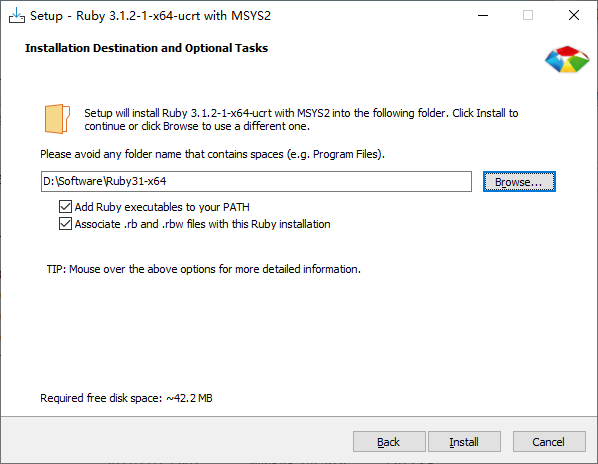 Setup - Ruby 3.1.2-1-x64-ucrt with MSYS2
Installation Destination and Optional Tasks
Setup will install Ruby 3.1.2-1-x64-ucrt with MSYS2 into the following folder. Click Install to
continue or click Browse to use a different one.
Please avoid any folder name that contains spaces (e.g. Program Files).
D:\Software\Ruby31-x64
Browse...
Add Ruby executables to your PATH
Associate .rb and .rbw files with this Ruby installation
TIP: Mouse over the above options for more detailed information.
Required free disk space: ~42.2 MB
Back Install Cancel